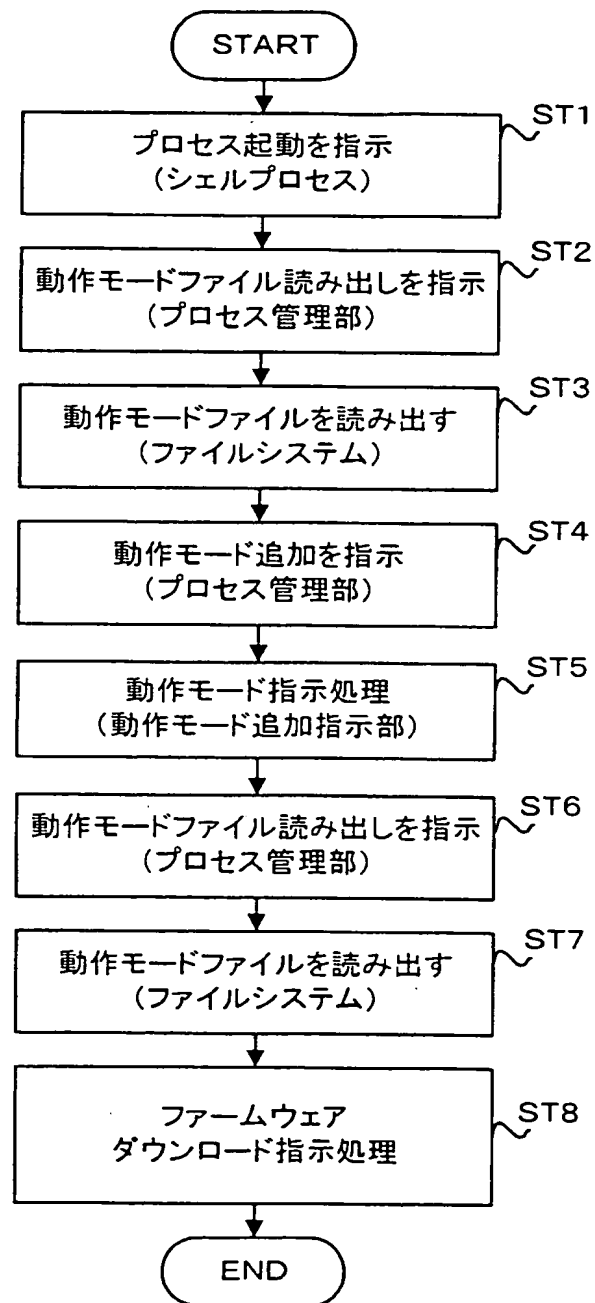 START
ST1
プロセス起動を指示
(シェルプロセス)
ST2
動作モードファイル読み出しを指示
(プロセス管理部)
ST3
動作モードファイルを読み出す
(ファイルシステム)
ST4
動作モード追加を指示
(プロセス管理部)
ST5
動作モード指示処理
(動作モード追加指示部)
ST6
動作モードファイル読み出しを指示
(プロセス管理部)
ST7
動作モードファイルを読み出す
(ファイルシステム)
ST8
ファームウェア
ダウンロード指示処理
END